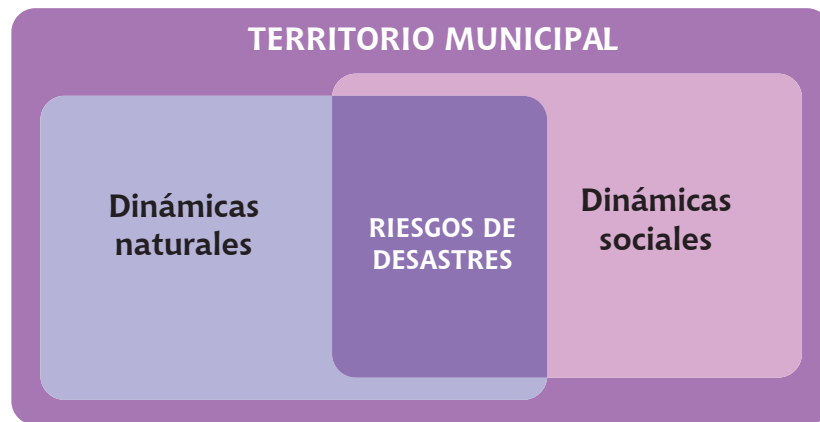 TERRITORIO MUNICIPAL
Dinámicas
naturales
RIESGOS DE
DESASTRES
Dinámicas
sociales